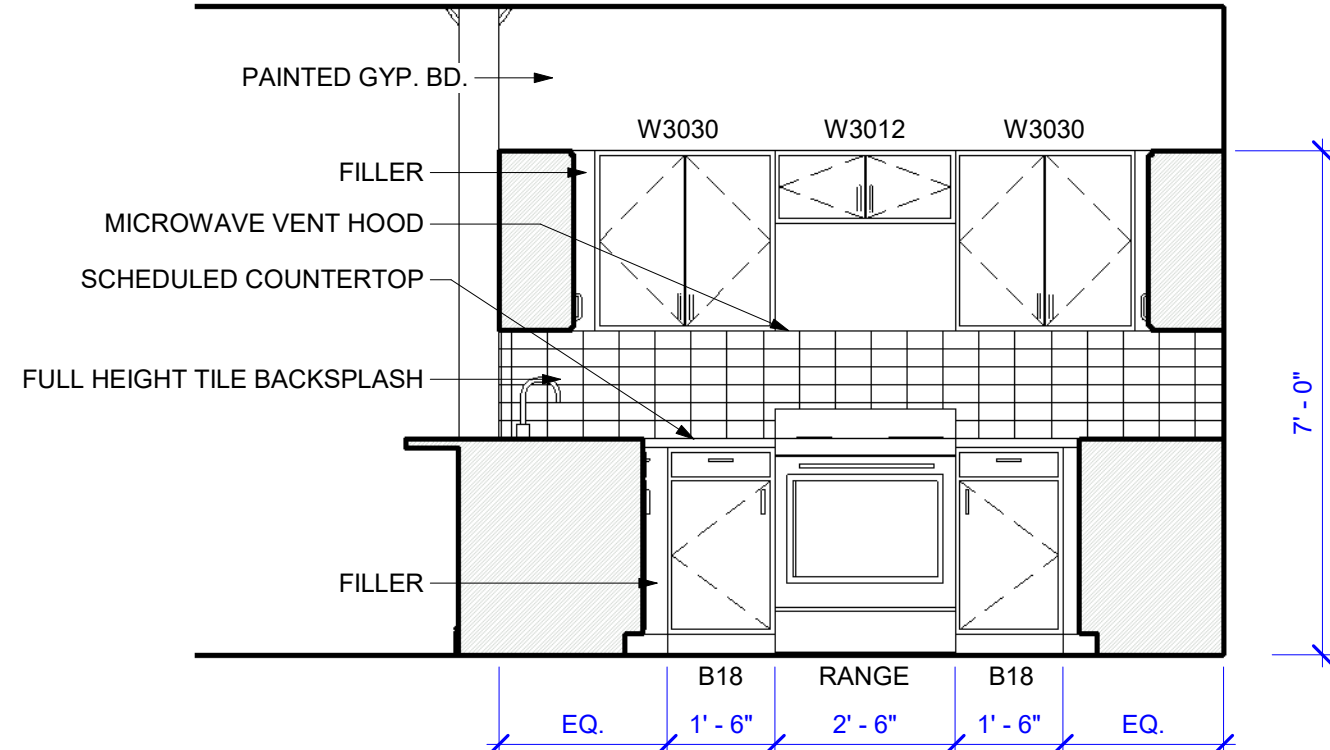 PAINTED GYP. BD.
W3030 W3012 W3030
FILLER
MICROWAVE VENT HOOD
SCHEDULED COUNTERTOP
FULL HEIGHT TILE BACKSPLASH
7' - 0"
FILLER
B18 RANGE B18
EQ. 1' - 6" 2' - 6" 1' - 6" EQ.